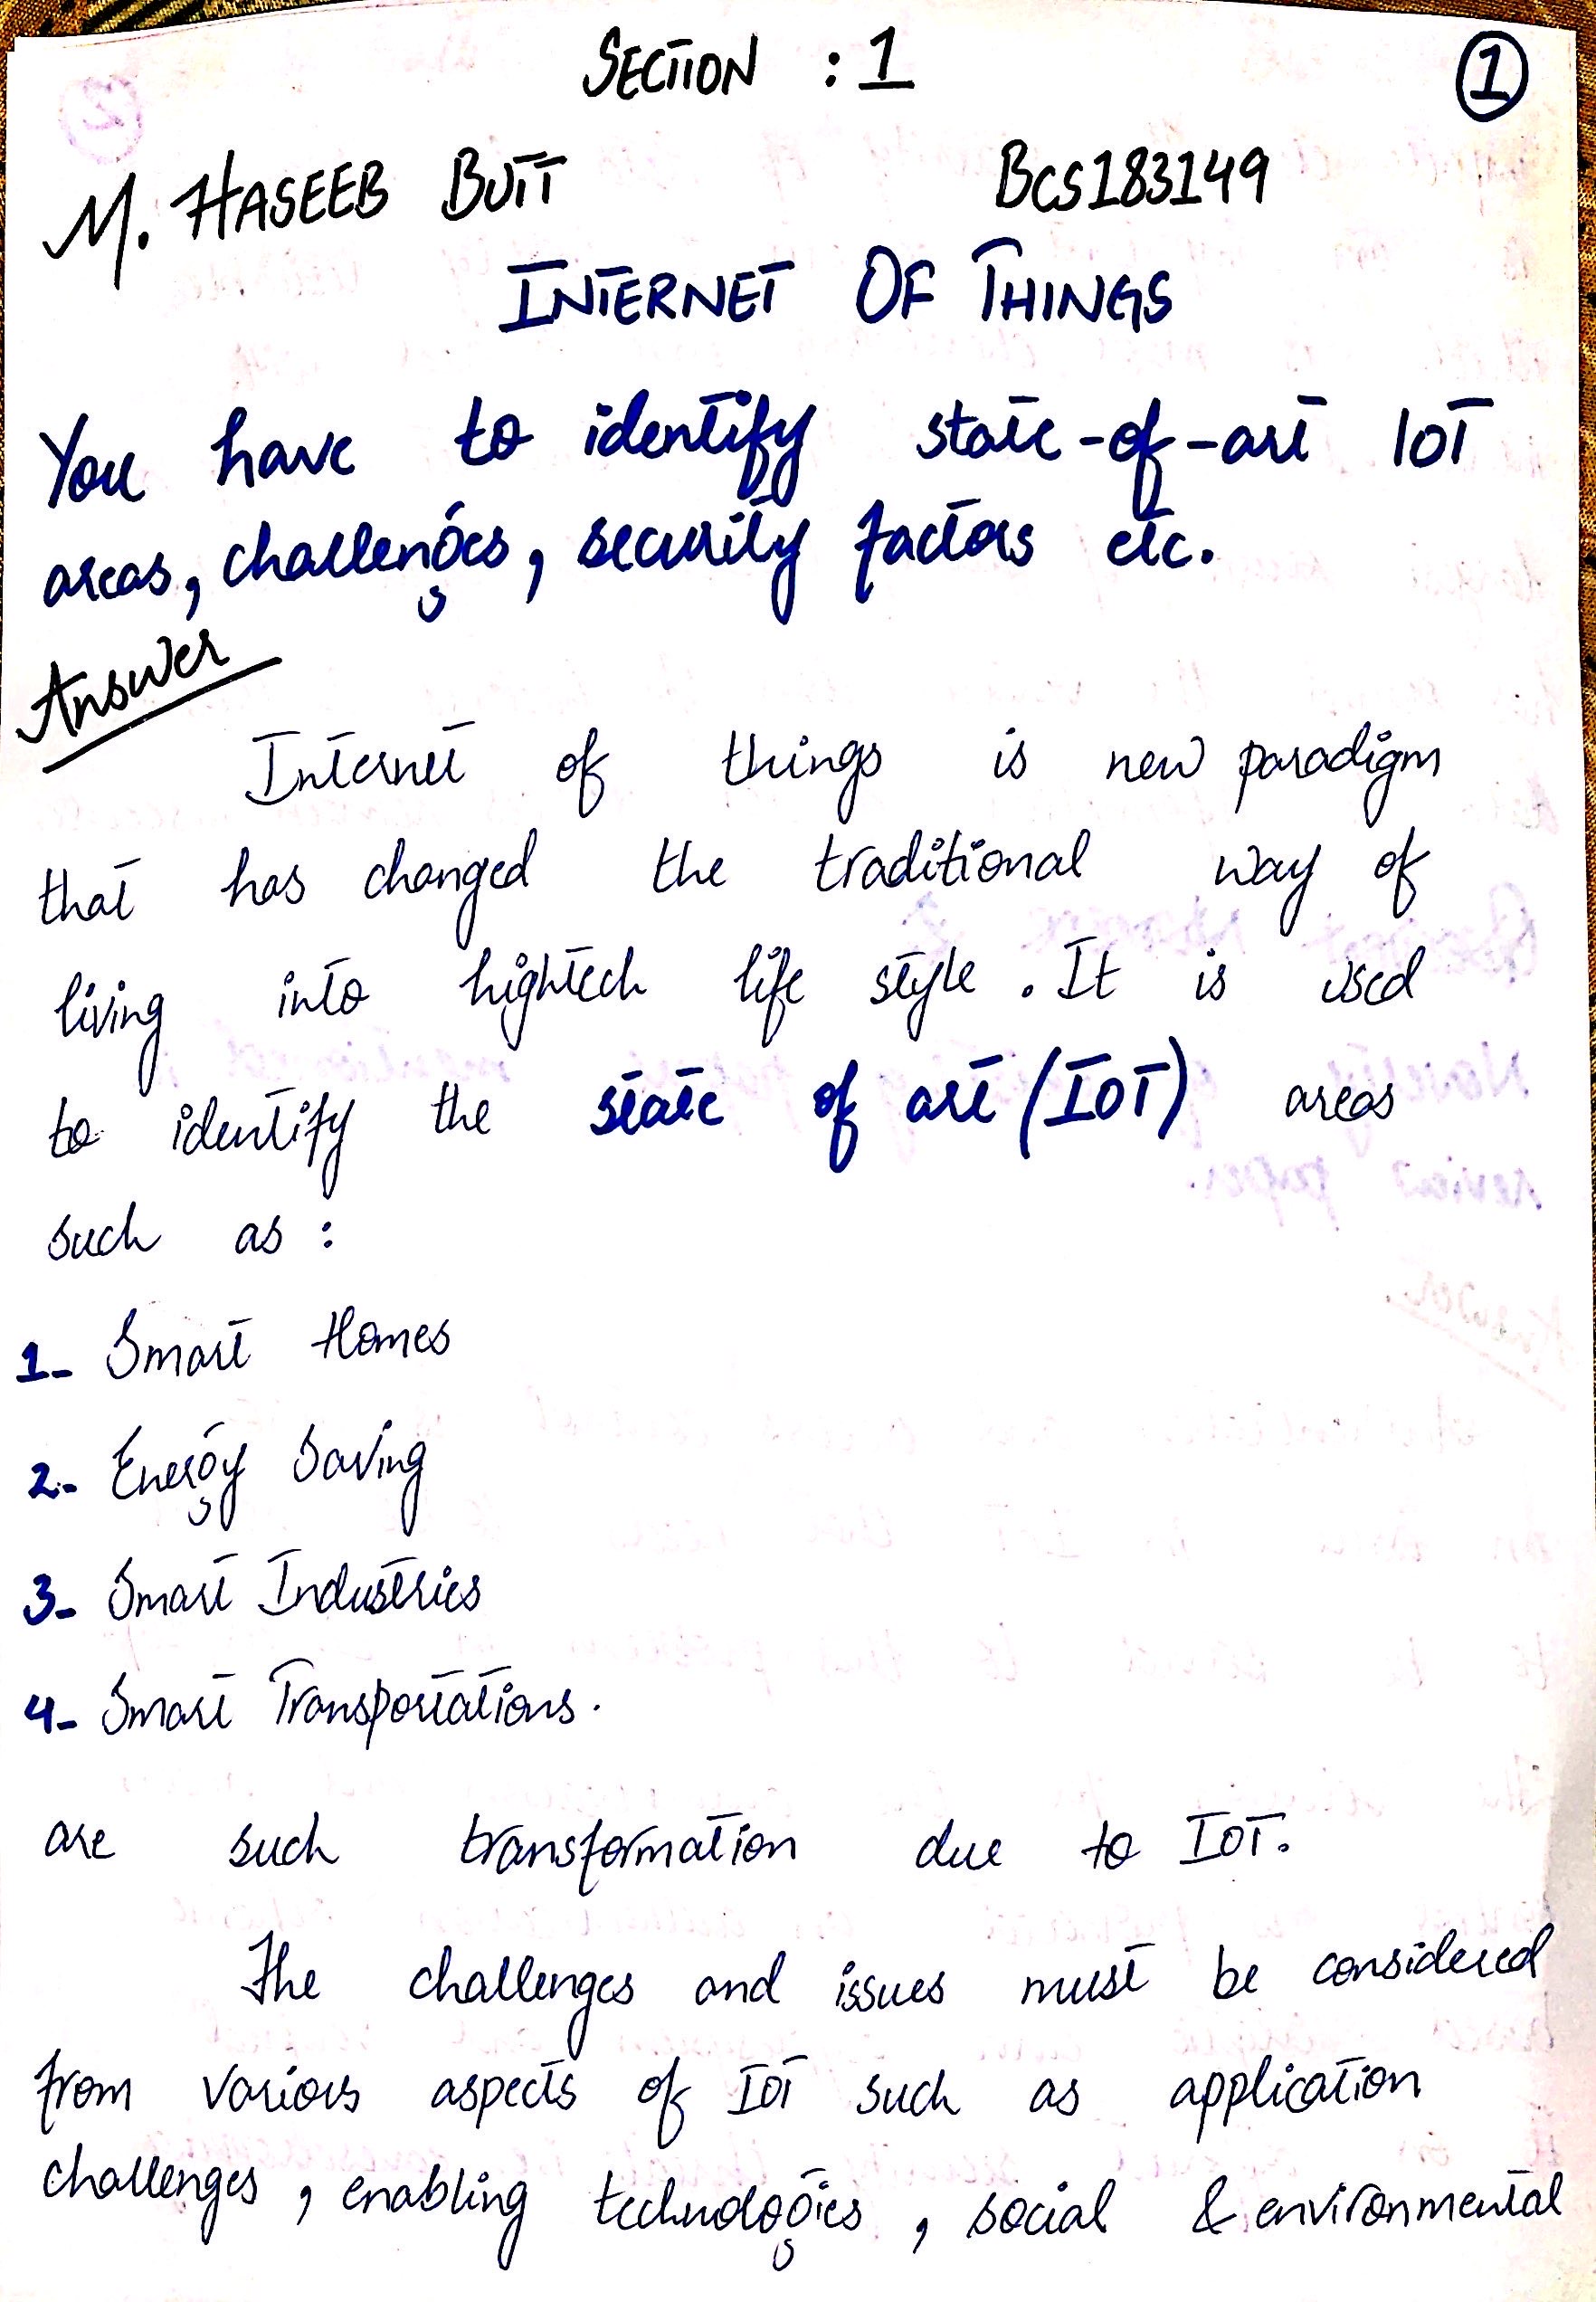 SECTION : 1
1
M. HASEEB BUTT BCS183149
INTERNET OF THINGS
You have to identify state-of-art IOT
areas, challenges, security factors etc.
Answer
Internet of things is new paradigm
that has changed the traditional way of
living into hightech life style. It is used
to identify the state of art (IOT) areas
such as :
1- Smart Homes
2- Energy Saving
3- Smart Industries
4- Smart Transportations.
are such transformation due to IOT.
The challenges and issues must be considered
from various aspects of IOT such as application
challenges, enabling technologies, social & environmental